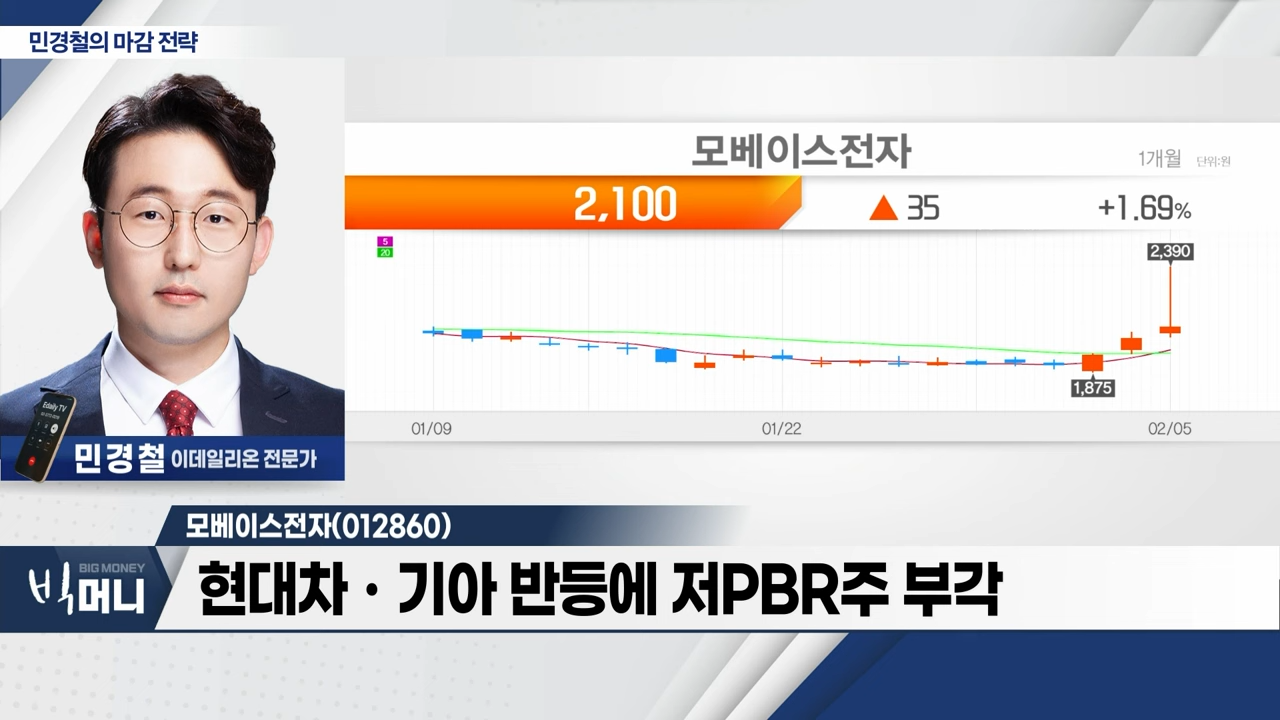 민경철의 마감 전략
모베이스전자
1개월 단위:원
2,100 ▲ 35 +1.69%
5
20
2,390
1,875
01/09 01/22 02/05
Edaily TV
민경철 이데일리온 전문가
모베이스전자(012860)
BIG MONEY
빅머니
현대차·기아 반등에 저PBR주 부각